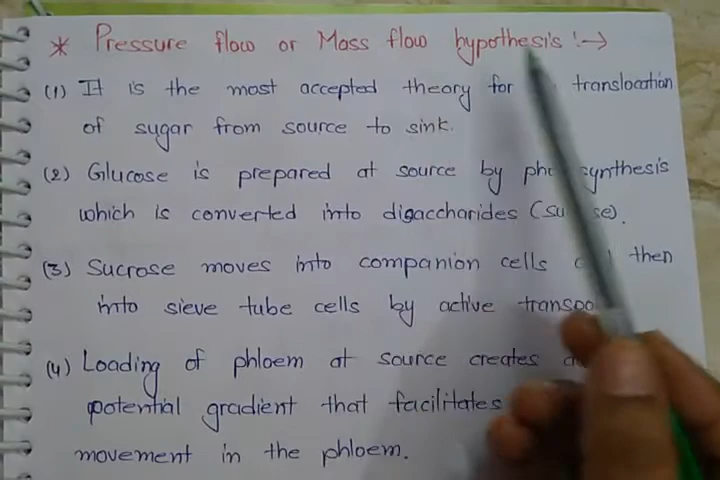 * Pressure flow or Mass flow hypothesis :→
(1) It is the most accepted theory for translocation
of sugar from source to sink.
(2) Glucose is prepared at source by
which is converted into disaccharides
(3) Sucrose moves into companion cells then
into sieve tube cells by active
(4) Loading of phloem at source creates
potential gradient that facilitates
movement in the phloem.